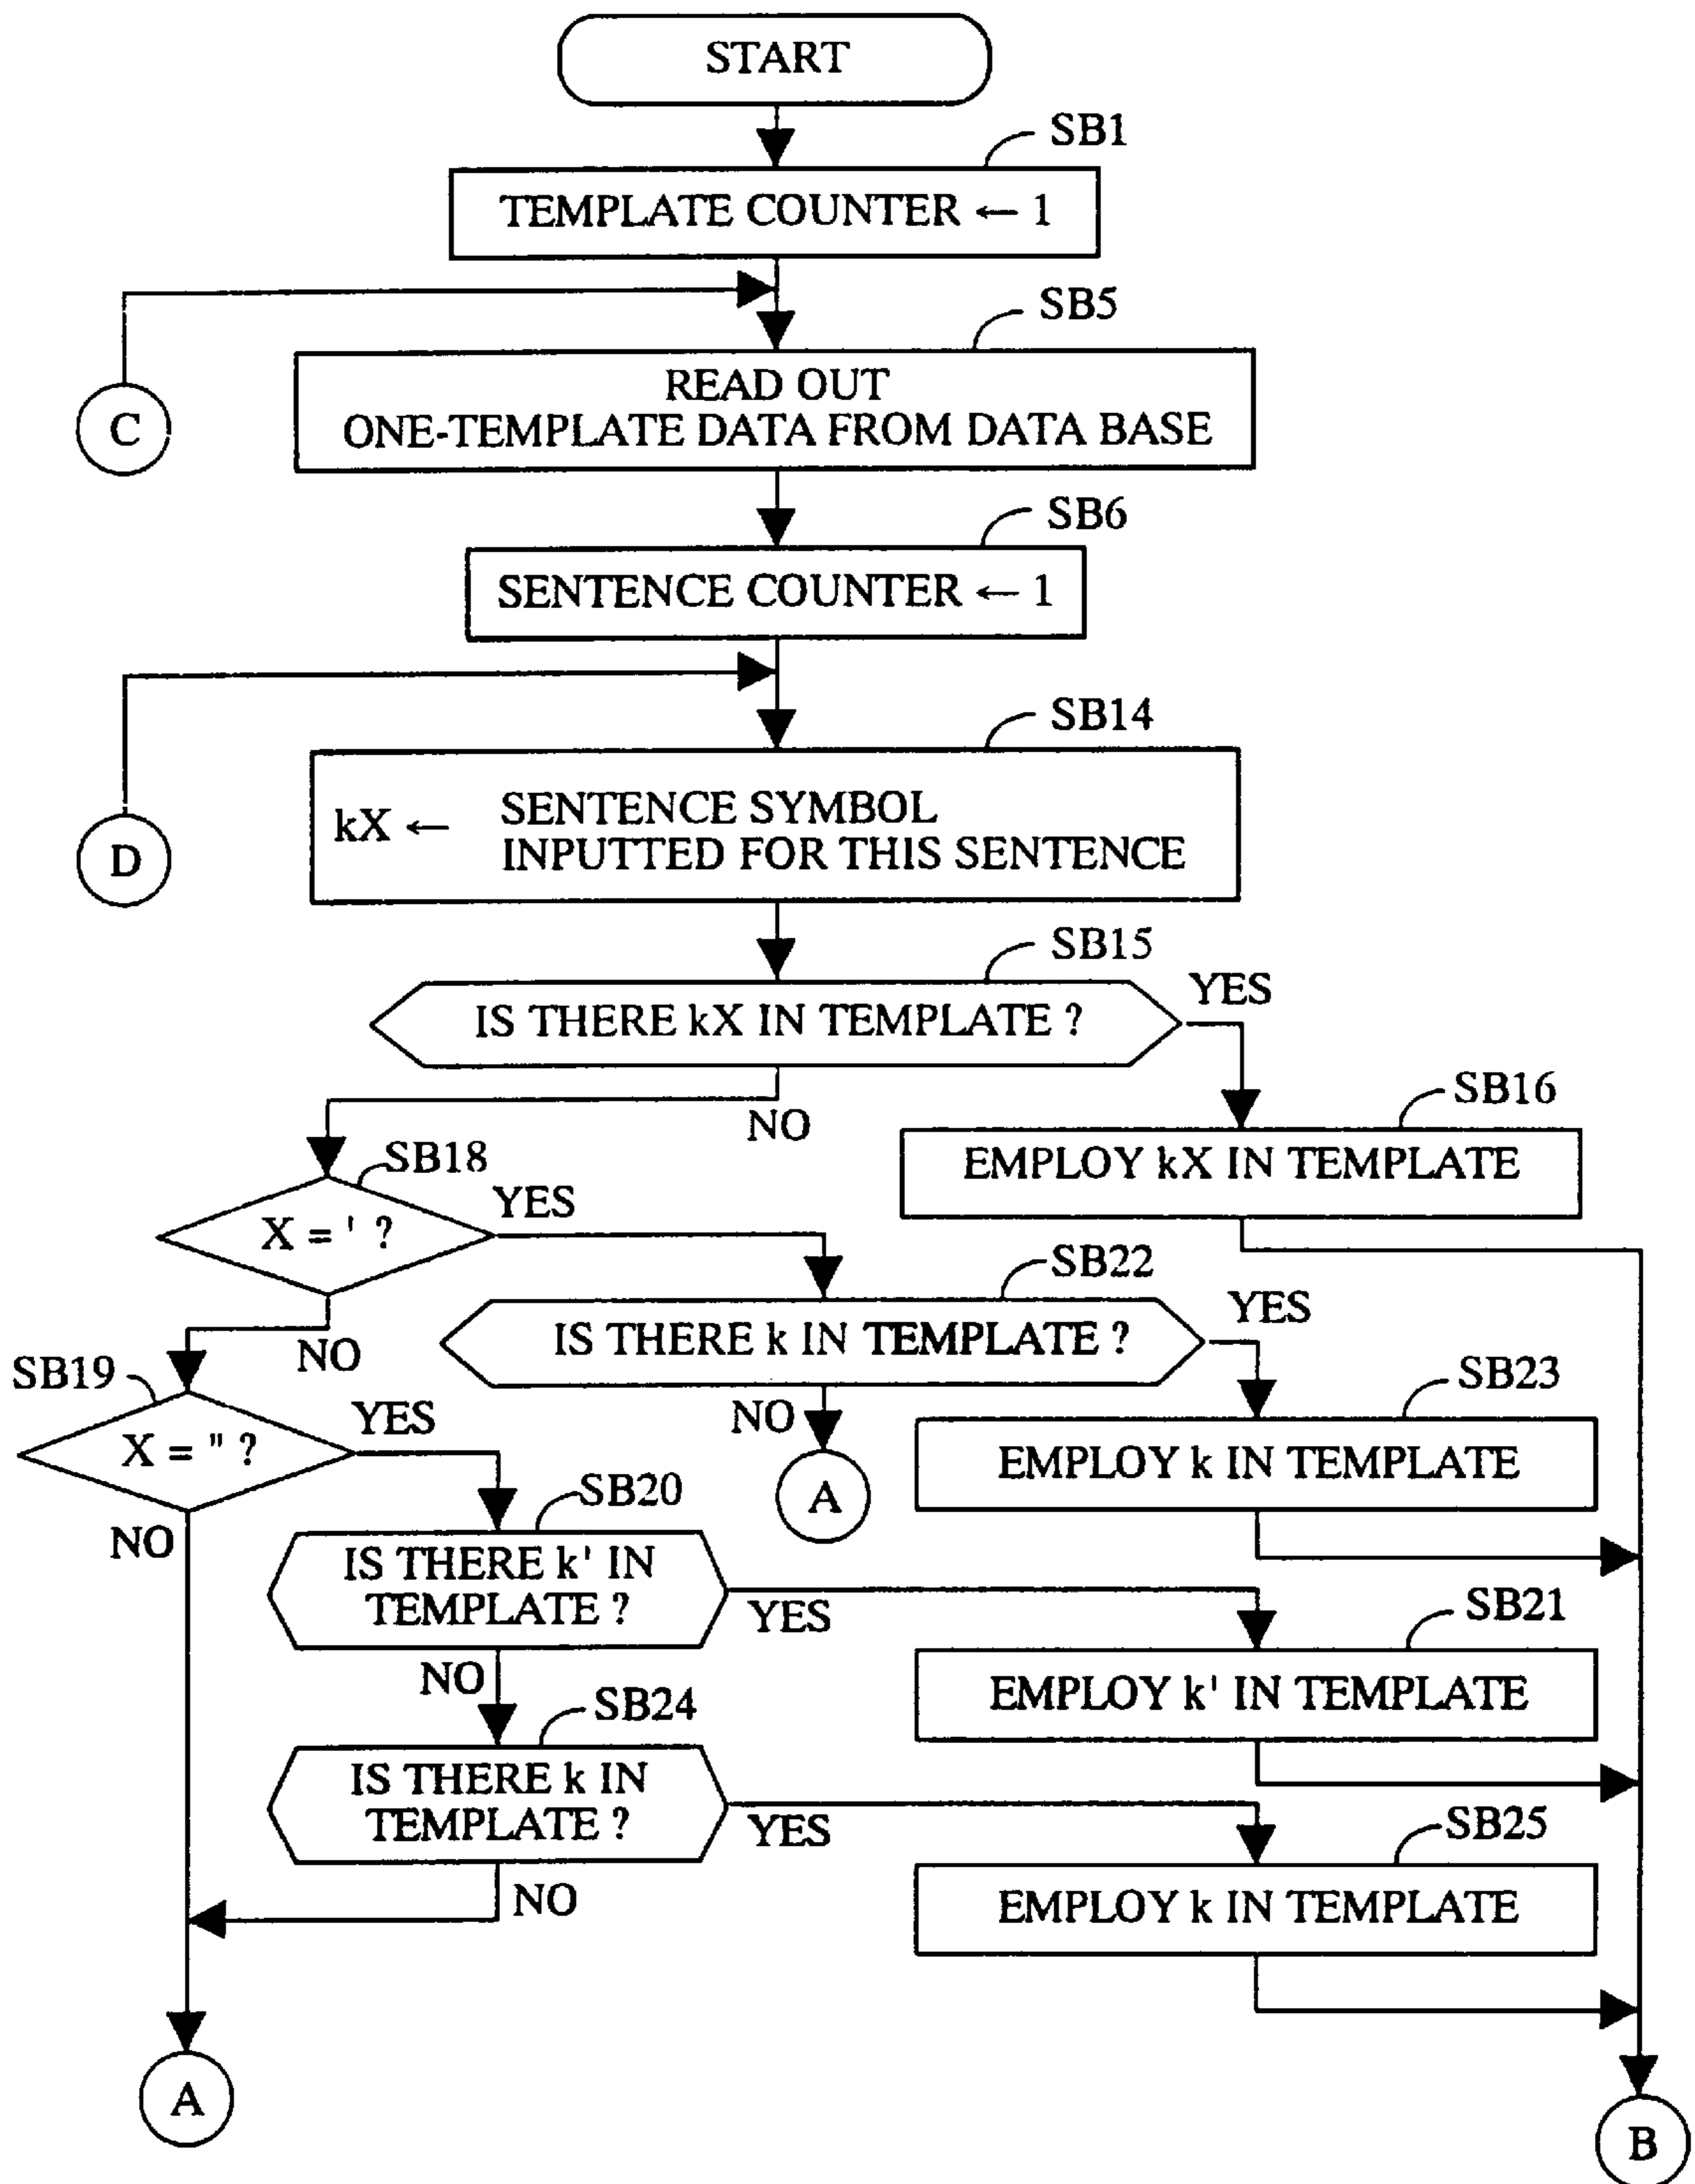 START
SB1
TEMPLATE COUNTER ← 1
SB5
READ OUT
ONE-TEMPLATE DATA FROM DATA BASE
C
SB6
SENTENCE COUNTER ← 1
SB14
kX ← SENTENCE SYMBOL
INPUTTED FOR THIS SENTENCE
D
SB15
IS THERE kX IN TEMPLATE ?
YES
NO
SB16
EMPLOY kX IN TEMPLATE
SB18
X = ' ?
YES
NO
SB22
IS THERE k IN TEMPLATE ?
YES
NO
A
SB23
EMPLOY k IN TEMPLATE
SB19
X = " ?
YES
NO
SB20
IS THERE k' IN
TEMPLATE ?
YES
NO
SB21
EMPLOY k' IN TEMPLATE
SB24
IS THERE k IN
TEMPLATE ?
YES
NO
SB25
EMPLOY k IN TEMPLATE
A
B